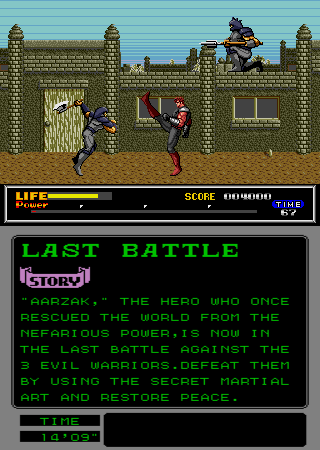 LIFE SCORE 004000
Power TIME
67
LAST BATTLE
STORY
"AARZAK," THE HERO WHO ONCE
RESCUED THE WORLD FROM THE
NEFARIOUS POWER,IS NOW IN
THE LAST BATTLE AGAINST THE
3 EVIL WARRIORS.DEFEAT THEM
BY USING THE SECRET MARTIAL
ART AND RESTORE PEACE.
TIME
14'09"